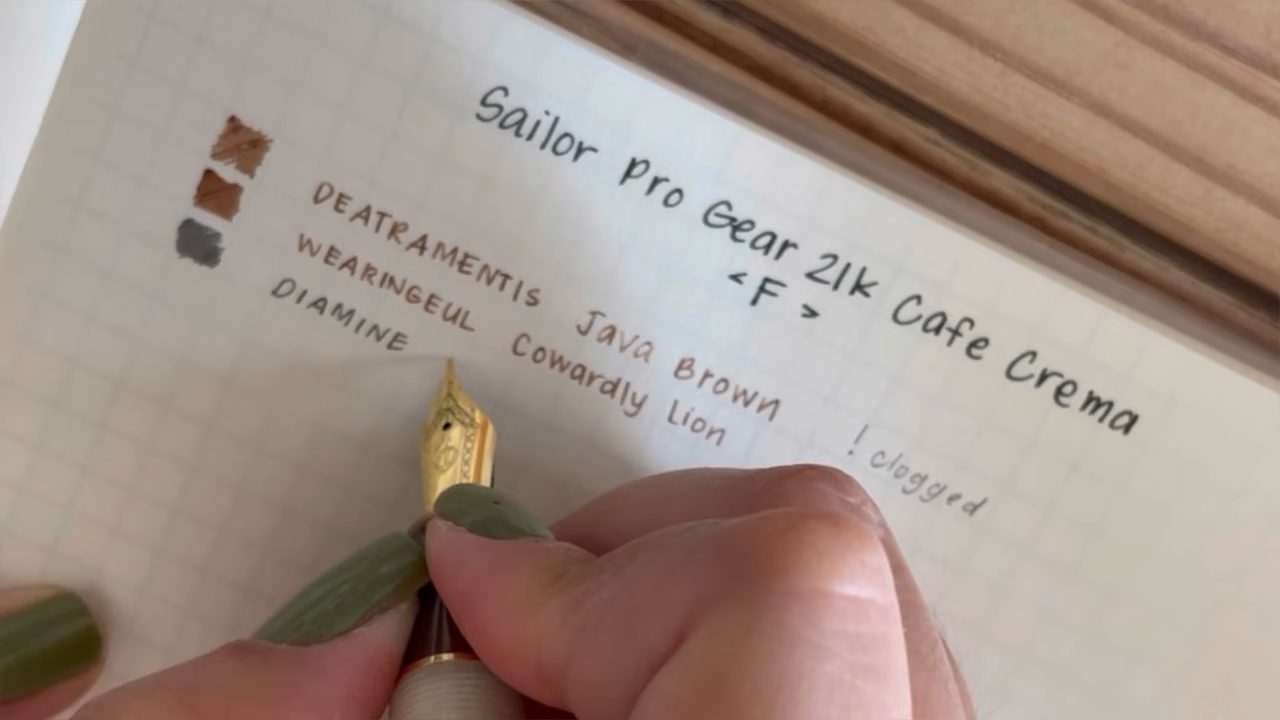 Sailor Pro Gear 21k Cafe Crema
<F>
DEATRAMENTIS Java Brown
WEARINGEUL Cowardly Lion ! clogged
DIAMINE